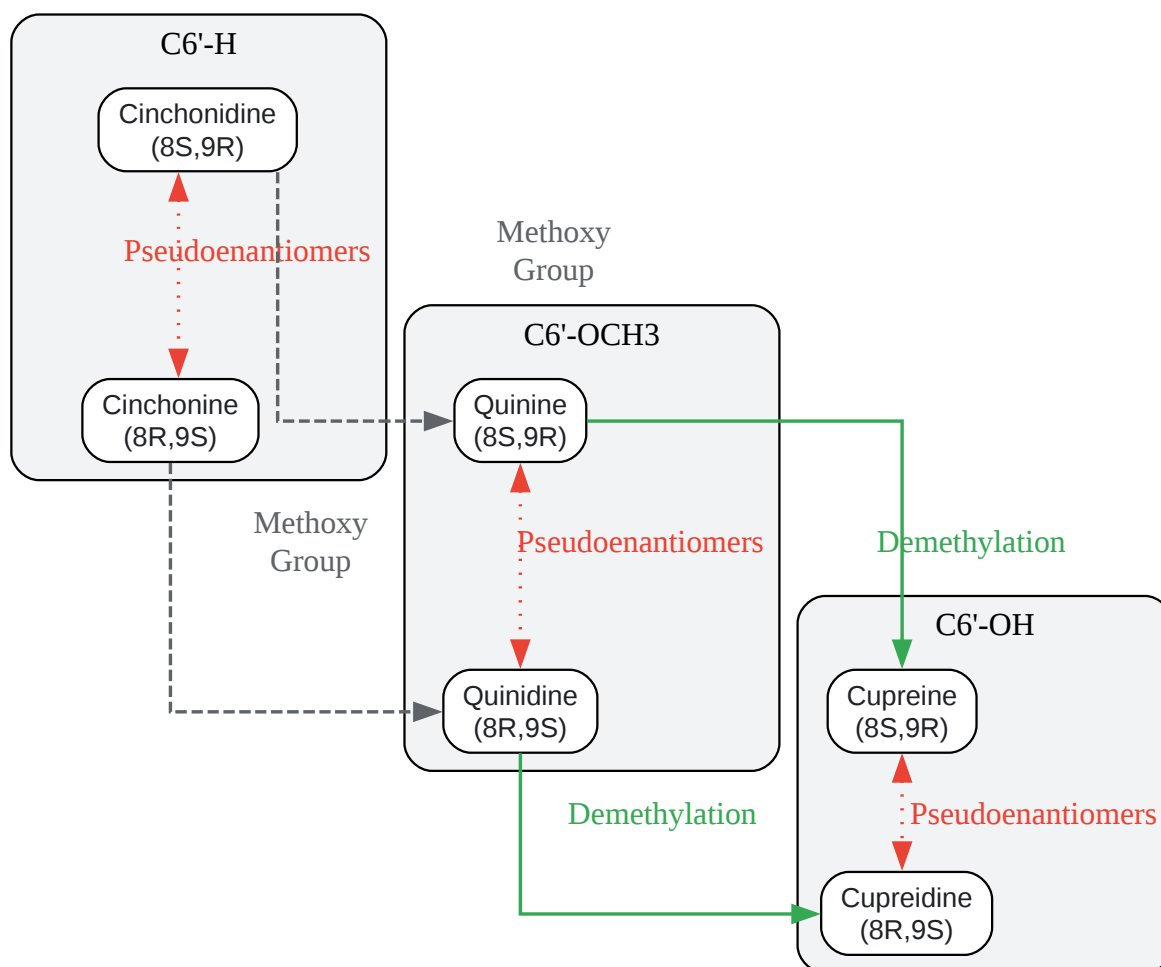 C6'-H
Cinchonidine
(8S,9R)
Pseudoenantiomers
Cinchonine
(8R,9S)
Methoxy
Group
Methoxy
Group
C6'-OCH3
Quinine
(8S,9R)
Pseudoenantiomers
Quinidine
(8R,9S)
Demethylation
Demethylation
C6'-OH
Cupreine
(8S,9R)
Pseudoenantiomers
Cupreidine
(8R,9S)